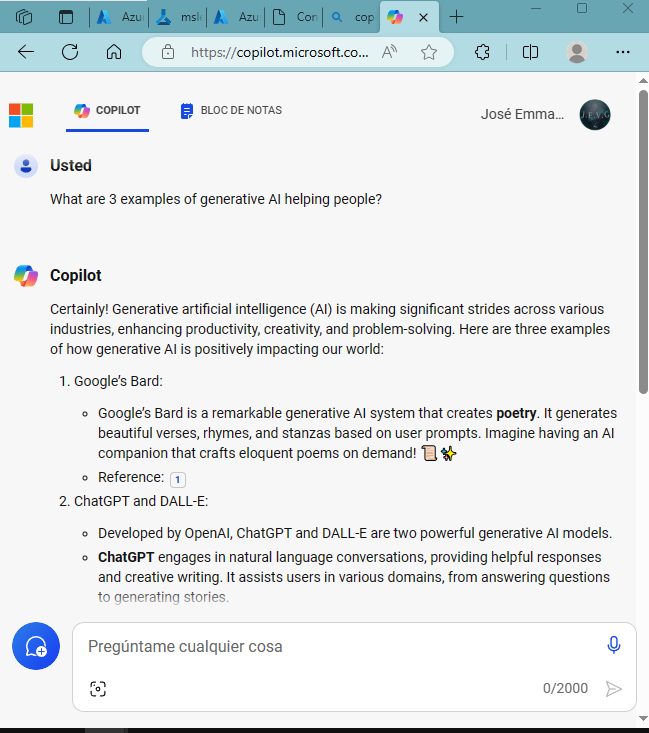 Azu
msl
Azu
Con
cop
https://copilot.microsoft.co...
COPILOT
BLOC DE NOTAS
José Emma...
J.E.V.G
Usted
What are 3 examples of generative AI helping people?
Copilot
Certainly! Generative artificial intelligence (AI) is making significant strides across various
industries, enhancing productivity, creativity, and problem-solving. Here are three examples
of how generative AI is positively impacting our world:
1. Google’s Bard:
Google’s Bard is a remarkable generative AI system that creates poetry. It generates
beautiful verses, rhymes, and stanzas based on user prompts. Imagine having an AI
companion that crafts eloquent poems on demand! 📜✨
Reference: 1
2. ChatGPT and DALL-E:
Developed by OpenAI, ChatGPT and DALL-E are two powerful generative AI models.
ChatGPT engages in natural language conversations, providing helpful responses
and creative writing. It assists users in various domains, from answering questions
to generating stories.
Pregúntame cualquier cosa
0/2000